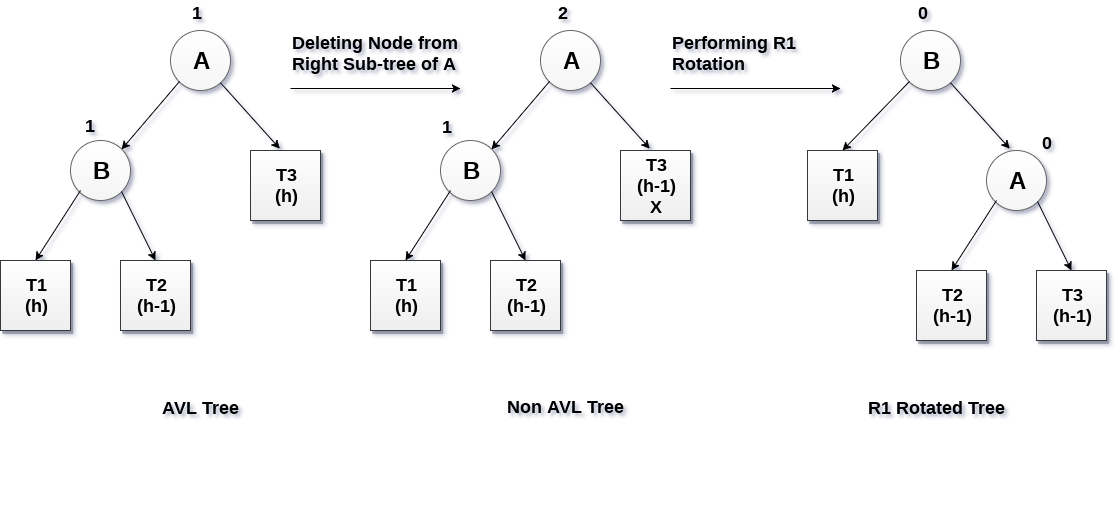 1
A
1
B
T3
(h)
T1
(h)
T2
(h-1)
AVL Tree
Deleting Node from
Right Sub-tree of A
2
A
1
B
T3
(h-1)
X
T1
(h)
T2
(h-1)
Non AVL Tree
Performing R1
Rotation
0
B
T1
(h)
0
A
T2
(h-1)
T3
(h-1)
R1 Rotated Tree